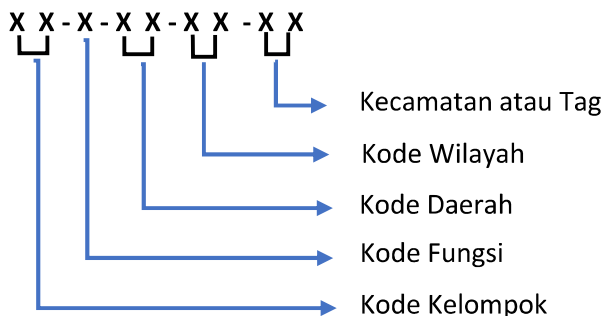 X X - X - X X - X X - X X
Kecamatan atau Tag
Kode Wilayah
Kode Daerah
Kode Fungsi
Kode Kelompok